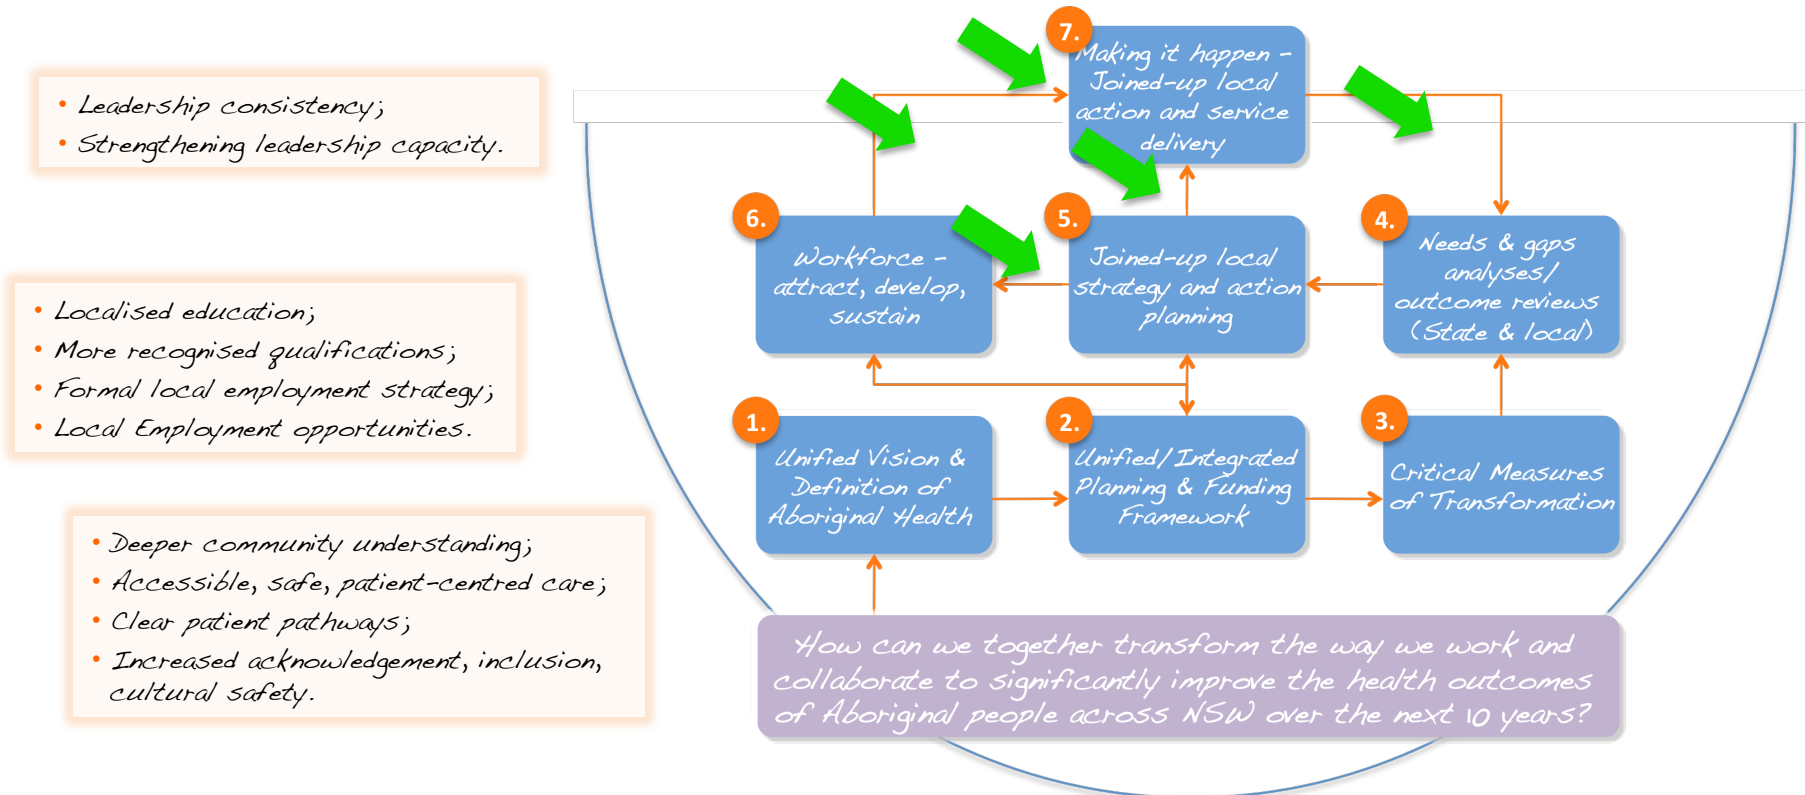 • Leadership consistency;
• Strengthening leadership capacity.
• Localised education;
• More recognised qualifications;
• Formal local employment strategy;
• Local Employment opportunities.
• Deeper community understanding;
• Accessible, safe, patient-centred care;
• Clear patient pathways;
• Increased acknowledgement, inclusion,
cultural safety.
7.
Making it happen -
Joined-up local
action and service
delivery
6.
Workforce -
attract, develop,
sustain
5.
Joined-up local
strategy and action
planning
4.
Needs & gaps
analyses/
outcome reviews
(State & local)
1.
Unified Vision &
Definition of
Aboriginal Health
2.
Unified/Integrated
Planning & Funding
Framework
3.
Critical Measures
of Transformation
How can we together transform the way we work and
collaborate to significantly improve the health outcomes
of Aboriginal people across NSW over the next 10 years?